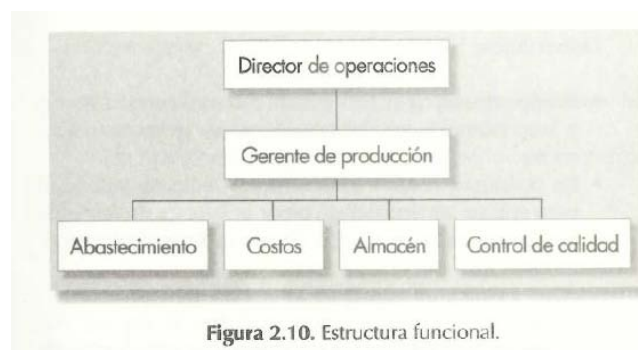 Director de operaciones
Gerente de producción
Abastecimiento
Costos
Almacén
Control de calidad
Figura 2.10. Estructura funcional.